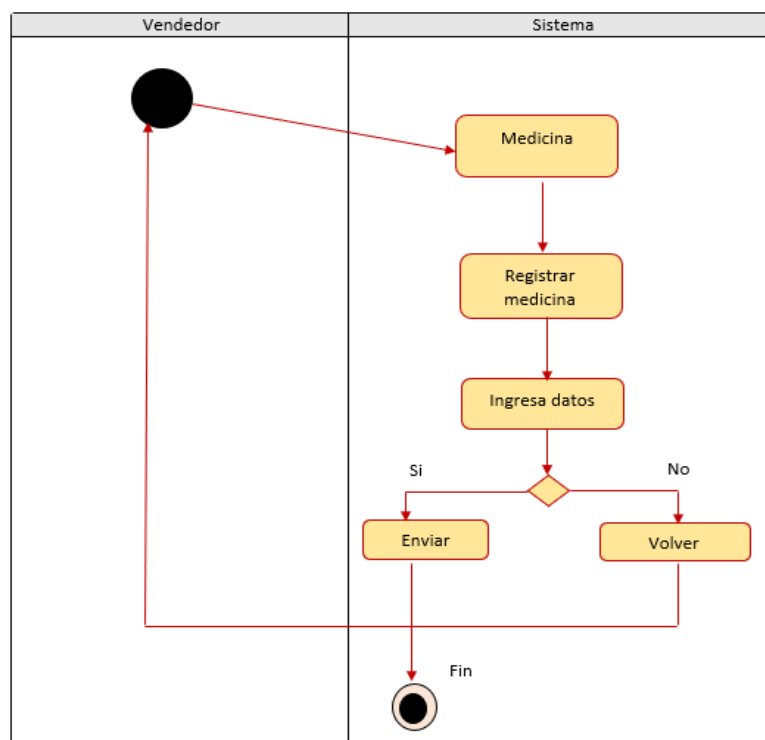 Vendedor
Sistema
Medicina
Registrar
medicina
Ingresa datos
Si
No
Enviar
Volver
Fin